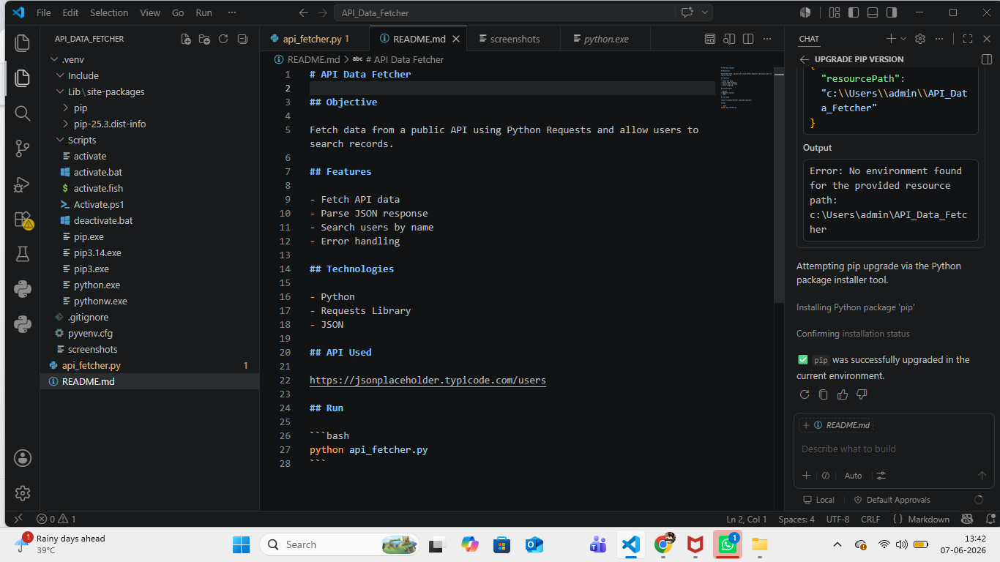 File Edit Selection View Go Run ···
API_Data_Fetcher
API_DATA_FETCHER
.venv
Include
Lib\site-packages
pip
pip-25.3.dist-info
Scripts
activate
activate.bat
activate.fish
Activate.ps1
deactivate.bat
pip.exe
pip3.14.exe
pip3.exe
python.exe
pythonw.exe
.gitignore
pyvenv.cfg
screenshots
api_fetcher.py 1
README.md
api_fetcher.py 1
README.md
screenshots
python.exe
README.md > abc # API Data Fetcher
1 # API Data Fetcher
2
3 ## Objective
4
5 Fetch data from a public API using Python Requests and allow users to
search records.
6
7 ## Features
8
9 - Fetch API data
10 - Parse JSON response
11 - Search users by name
12 - Error handling
13
14 ## Technologies
15
16 - Python
17 - Requests Library
18 - JSON
19
20 ## API Used
21
22 https://jsonplaceholder.typicode.com/users
23
24 ## Run
25
26 ```bash
27 python api_fetcher.py
28 ```
CHAT
UPGRADE PIP VERSION
{
"resourcePath":
"c:\\Users\\admin\\API_Dat
a_Fetcher"
}
Output
Error: No environment found
for the provided resource
path:
c:\Users\admin\API_Data_Fetc
her
Attempting pip upgrade via the Python
package installer tool.
Installing Python package 'pip'
Confirming installation status
✅ pip was successfully upgraded in the
current environment.
README.md
Describe what to build
Auto
Local
Default Approvals
0 1
Ln 2, Col 1 Spaces: 4 UTF-8 CRLF { } Markdown
1
Rainy days ahead
39°C
Search
1
13:42
07-06-2026